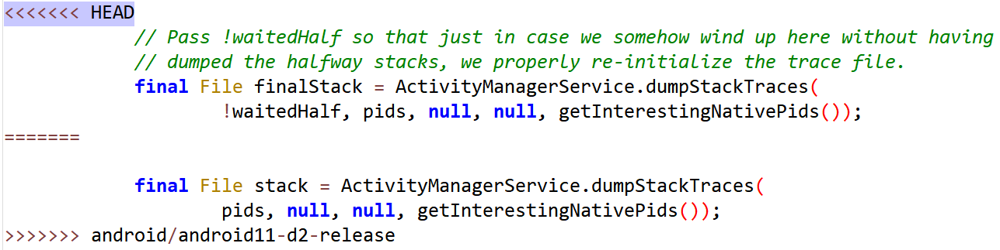 <<<<<<< HEAD
// Pass !waitedHalf so that just in case we somehow wind up here without having
// dumped the halfway stacks, we properly re-initialize the trace file.
final File finalStack = ActivityManagerService.dumpStackTraces(
!waitedHalf, pids, null, null, getInterestingNativePids());
=======
final File stack = ActivityManagerService.dumpStackTraces(
pids, null, null, getInterestingNativePids());
>>>>>>> android/android11-d2-release